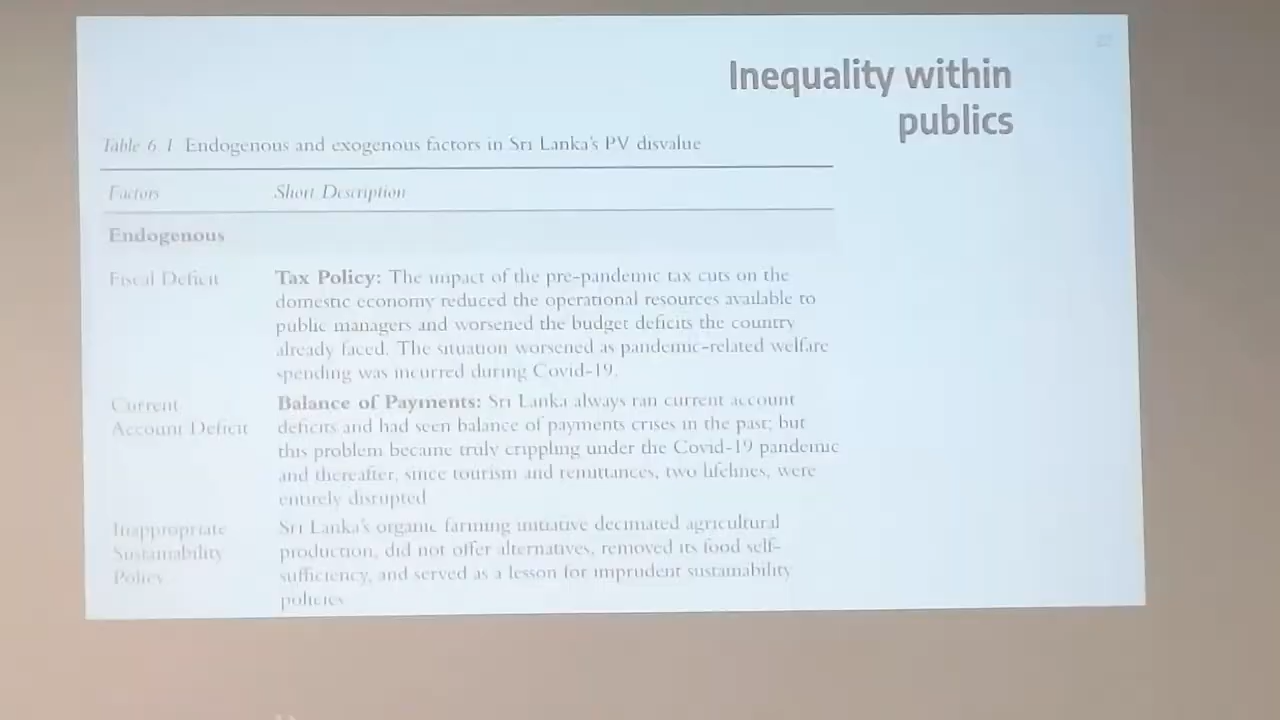 Inequality within
publics
Table 6.1 Endogenous and exogenous factors in Sri Lanka's PV disvalue
Factors Short Description
Endogenous
Fiscal Deficit Tax Policy: The impact of the pre-pandemic tax cuts on the
domestic economy reduced the operational resources available to
public managers and worsened the budget deficits the country
already faced. The situation worsened as pandemic-related welfare
spending was incurred during Covid-19.
Current Balance of Payments: Sri Lanka always ran current account
Account Deficit deficits and had seen balance of payments crises in the past; but
this problem became truly crippling under the Covid-19 pandemic
and thereafter, since tourism and remittances, two lifelines, were
entirely disrupted
Inappropriate Sri Lanka's organic farming initiative decimated agricultural
Sustainability production, did not offer alternatives, removed its food self-
Policy sufficiency, and served as a lesson for imprudent sustainability
policies